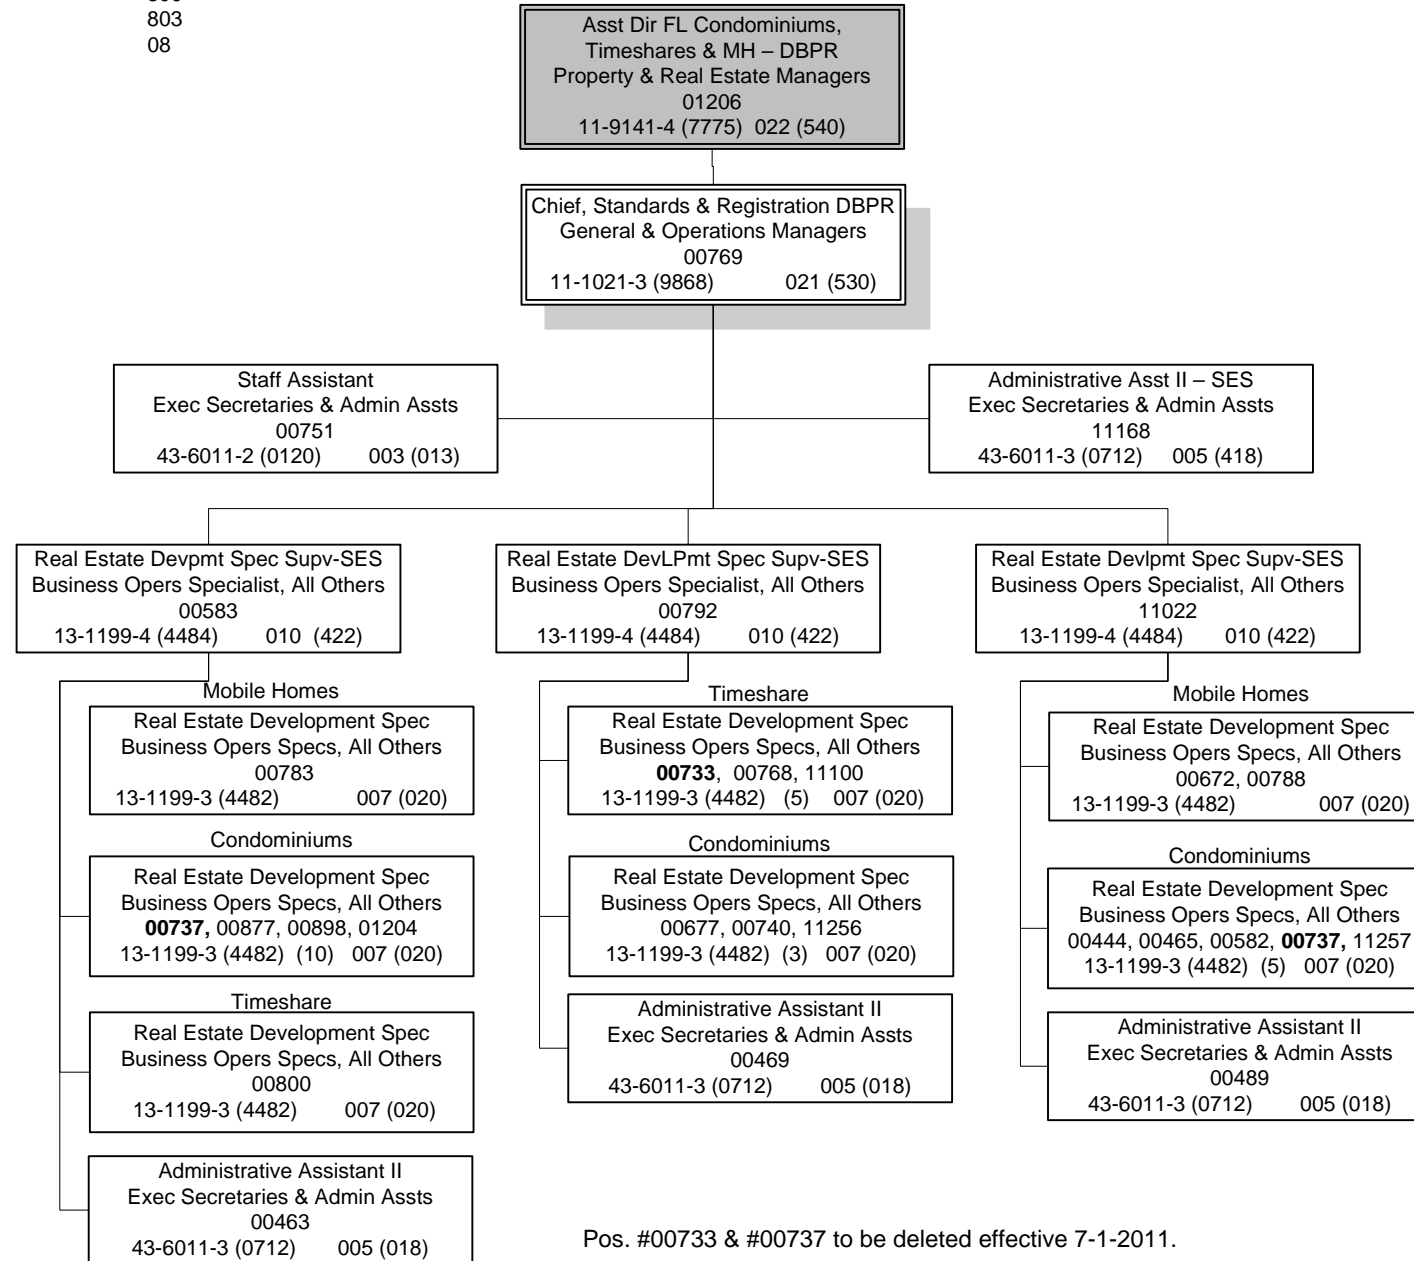 803
08
Asst Dir FL Condominiums,
Timeshares & MH – DBPR
Property & Real Estate Managers
01206
11-9141-4 (7775) 022 (540)
Chief, Standards & Registration DBPR
General & Operations Managers
00769
11-1021-3 (9868) 021 (530)
Staff Assistant
Exec Secretaries & Admin Assts
00751
43-6011-2 (0120) 003 (013)
Administrative Asst II – SES
Exec Secretaries & Admin Assts
11168
43-6011-3 (0712) 005 (418)
Real Estate Devpmt Spec Supv-SES
Business Opers Specialist, All Others
00583
13-1199-4 (4484) 010 (422)
Real Estate DevLPmt Spec Supv-SES
Business Opers Specialist, All Others
00792
13-1199-4 (4484) 010 (422)
Real Estate Devlpmt Spec Supv-SES
Business Opers Specialist, All Others
11022
13-1199-4 (4484) 010 (422)
Mobile Homes
Real Estate Development Spec
Business Opers Specs, All Others
00783
13-1199-3 (4482) 007 (020)
Condominiums
Real Estate Development Spec
Business Opers Specs, All Others
00737, 00877, 00898, 01204
13-1199-3 (4482) (10) 007 (020)
Timeshare
Real Estate Development Spec
Business Opers Specs, All Others
00800
13-1199-3 (4482) 007 (020)
Administrative Assistant II
Exec Secretaries & Admin Assts
00463
43-6011-3 (0712) 005 (018)
Timeshare
Real Estate Development Spec
Business Opers Specs, All Others
00733, 00768, 11100
13-1199-3 (4482) (5) 007 (020)
Condominiums
Real Estate Development Spec
Business Opers Specs, All Others
00677, 00740, 11256
13-1199-3 (4482) (3) 007 (020)
Administrative Assistant II
Exec Secretaries & Admin Assts
00469
43-6011-3 (0712) 005 (018)
Mobile Homes
Real Estate Development Spec
Business Opers Specs, All Others
00672, 00788
13-1199-3 (4482) 007 (020)
Condominiums
Real Estate Development Spec
Business Opers Specs, All Others
00444, 00465, 00582, 00737, 11257
13-1199-3 (4482) (5) 007 (020)
Administrative Assistant II
Exec Secretaries & Admin Assts
00489
43-6011-3 (0712) 005 (018)
Pos. #00733 & #00737 to be deleted effective 7-1-2011.